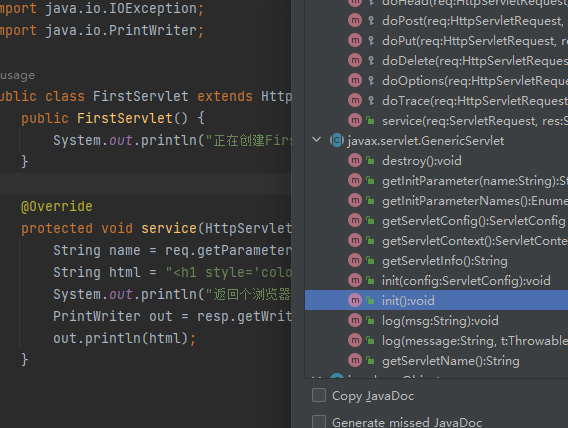 mport java.io.IOException;
mport java.io.PrintWriter;
usage
ublic class FirstServlet extends Http
public FirstServlet() {
System.out.println("正在创建Firs
}
@Override
protected void service(HttpServlet
String name = req.getParameter
String html = "<h1 style='colo
System.out.println("返回个浏览器
PrintWriter out = resp.getWrit
out.println(html);
}
doHead(req:HttpServletRequest,
doPost(req:HttpServletRequest,
doPut(req:HttpServletRequest, re
doDelete(req:HttpServletRequest
doOptions(req:HttpServletReques
doTrace(req:HttpServletRequest
service(req:ServletRequest, res:S
javax.servlet.GenericServlet
destroy():void
getInitParameter(name:String):St
getInitParameterNames():Enume
getServletConfig():ServletConfig
getServletContext():ServletConte
getServletInfo():String
init(config:ServletConfig):void
init():void
log(msg:String):void
log(message:String, t:Throwable
getServletName():String
Copy JavaDoc
Generate missed JavaDoc